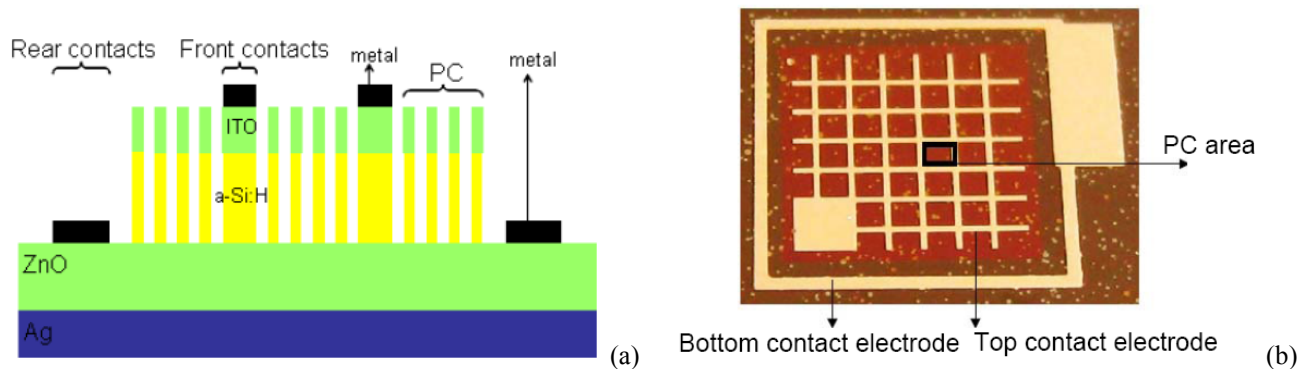 Rear contacts
Front contacts
metal
PC
metal
ITO
a-Si:H
ZnO
Ag
(a)
PC area
Bottom contact electrode
Top contact electrode
(b)